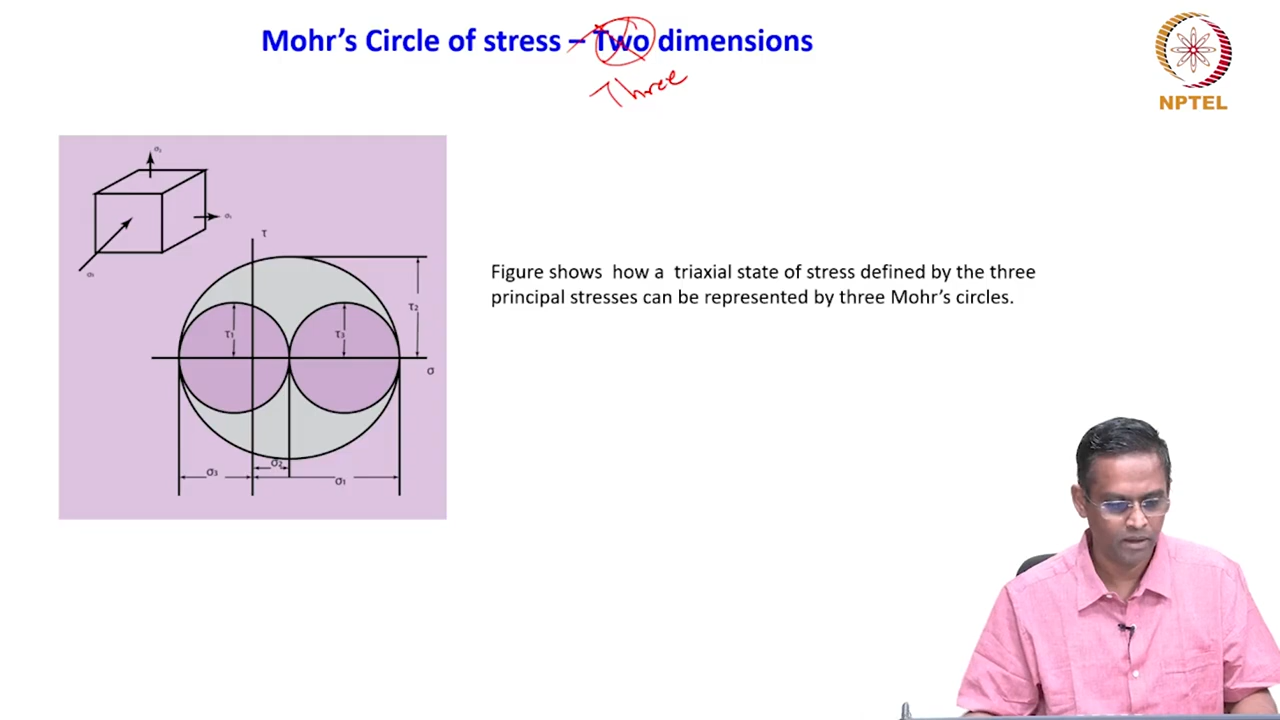 Mohr's Circle of stress – Two dimensions
Three
NPTEL
σ₂
τ
τ₂
τ₁
τ₃
σ
σ₃
σ₂
σ₁
Figure shows how a triaxial state of stress defined by the three
principal stresses can be represented by three Mohr's circles.